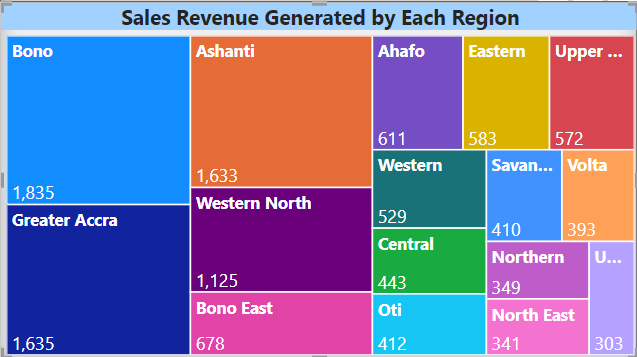 Sales Revenue Generated by Each Region
Bono
1,835
Greater Accra
1,635
Ashanti
1,633
Western North
1,125
Bono East
678
Ahafo
611
Eastern
583
Upper ...
572
Western
529
Central
443
Oti
412
Savan...
410
Volta
393
Northern
349
North East
341
U...
303